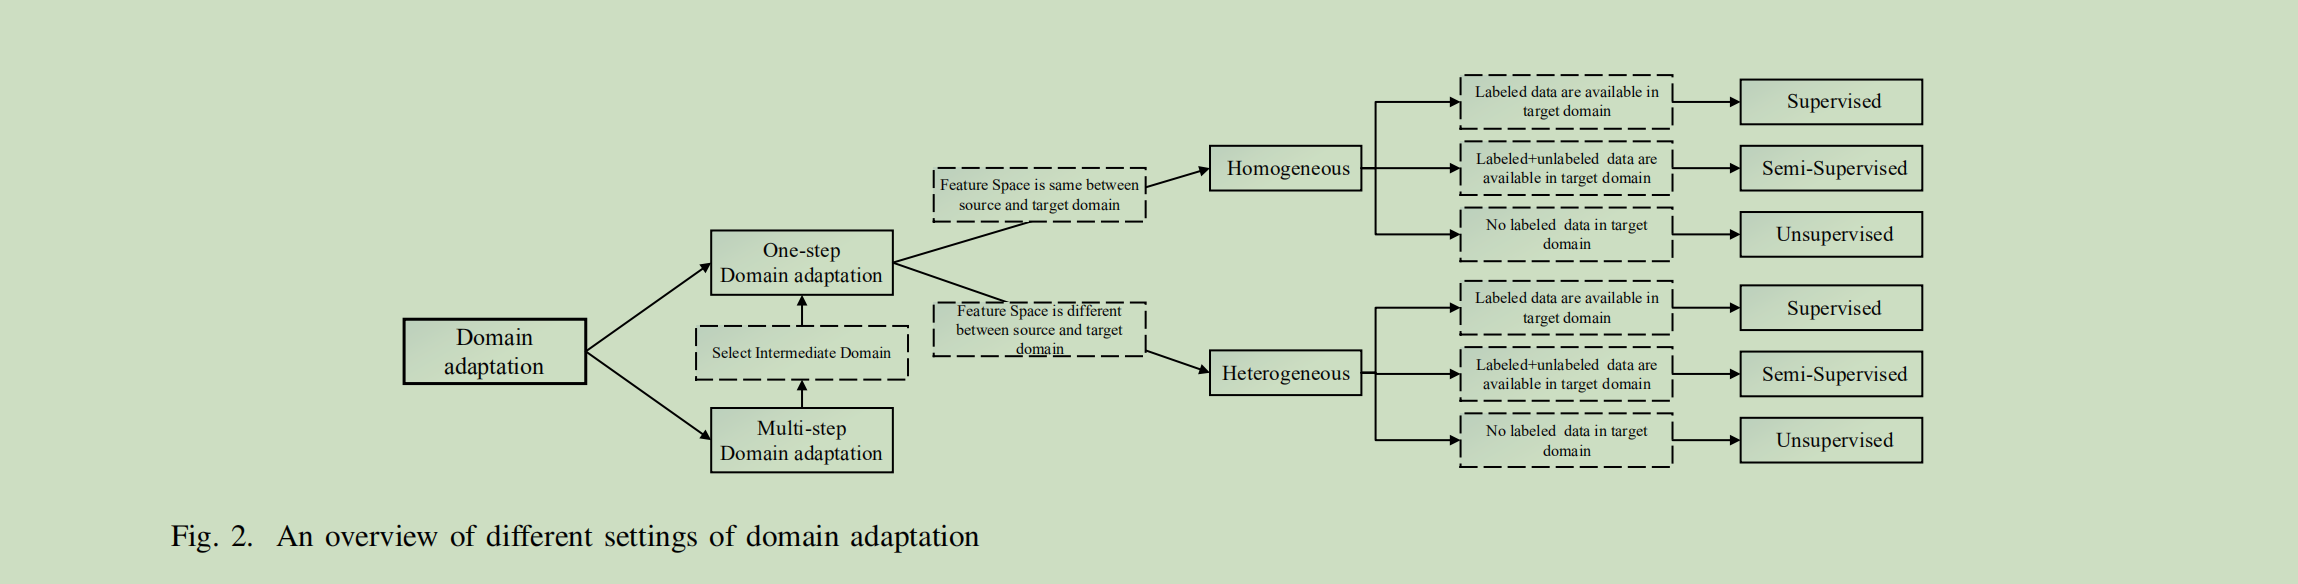 Domain
adaptation
One-step
Domain adaptation
Select Intermediate Domain
Multi-step
Domain adaptation
Feature Space is same between
source and target domain
Feature Space is different
between source and target
domain
Homogeneous
Heterogeneous
Labeled data are available in
target domain
Supervised
Labeled+unlabeled data are
available in target domain
Semi-Supervised
No labeled data in target
domain
Unsupervised
Labeled data are available in
target domain
Supervised
Labeled+unlabeled data are
available in target domain
Semi-Supervised
No labeled data in target
domain
Unsupervised
Fig. 2. An overview of different settings of domain adaptation